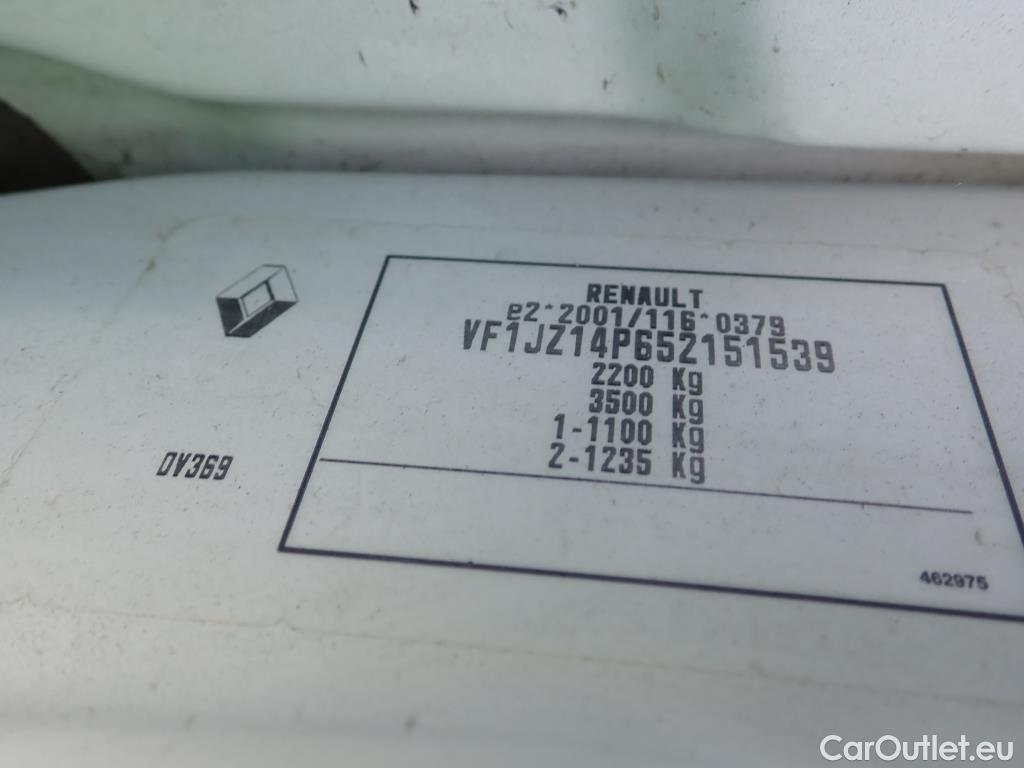 RENAULT
e2*2001/116*0379
VF1JZ14P652151539
2200 Kg
3500 Kg
1-1100 Kg
2-1235 Kg
DV369
462975
CarOutlet.eu